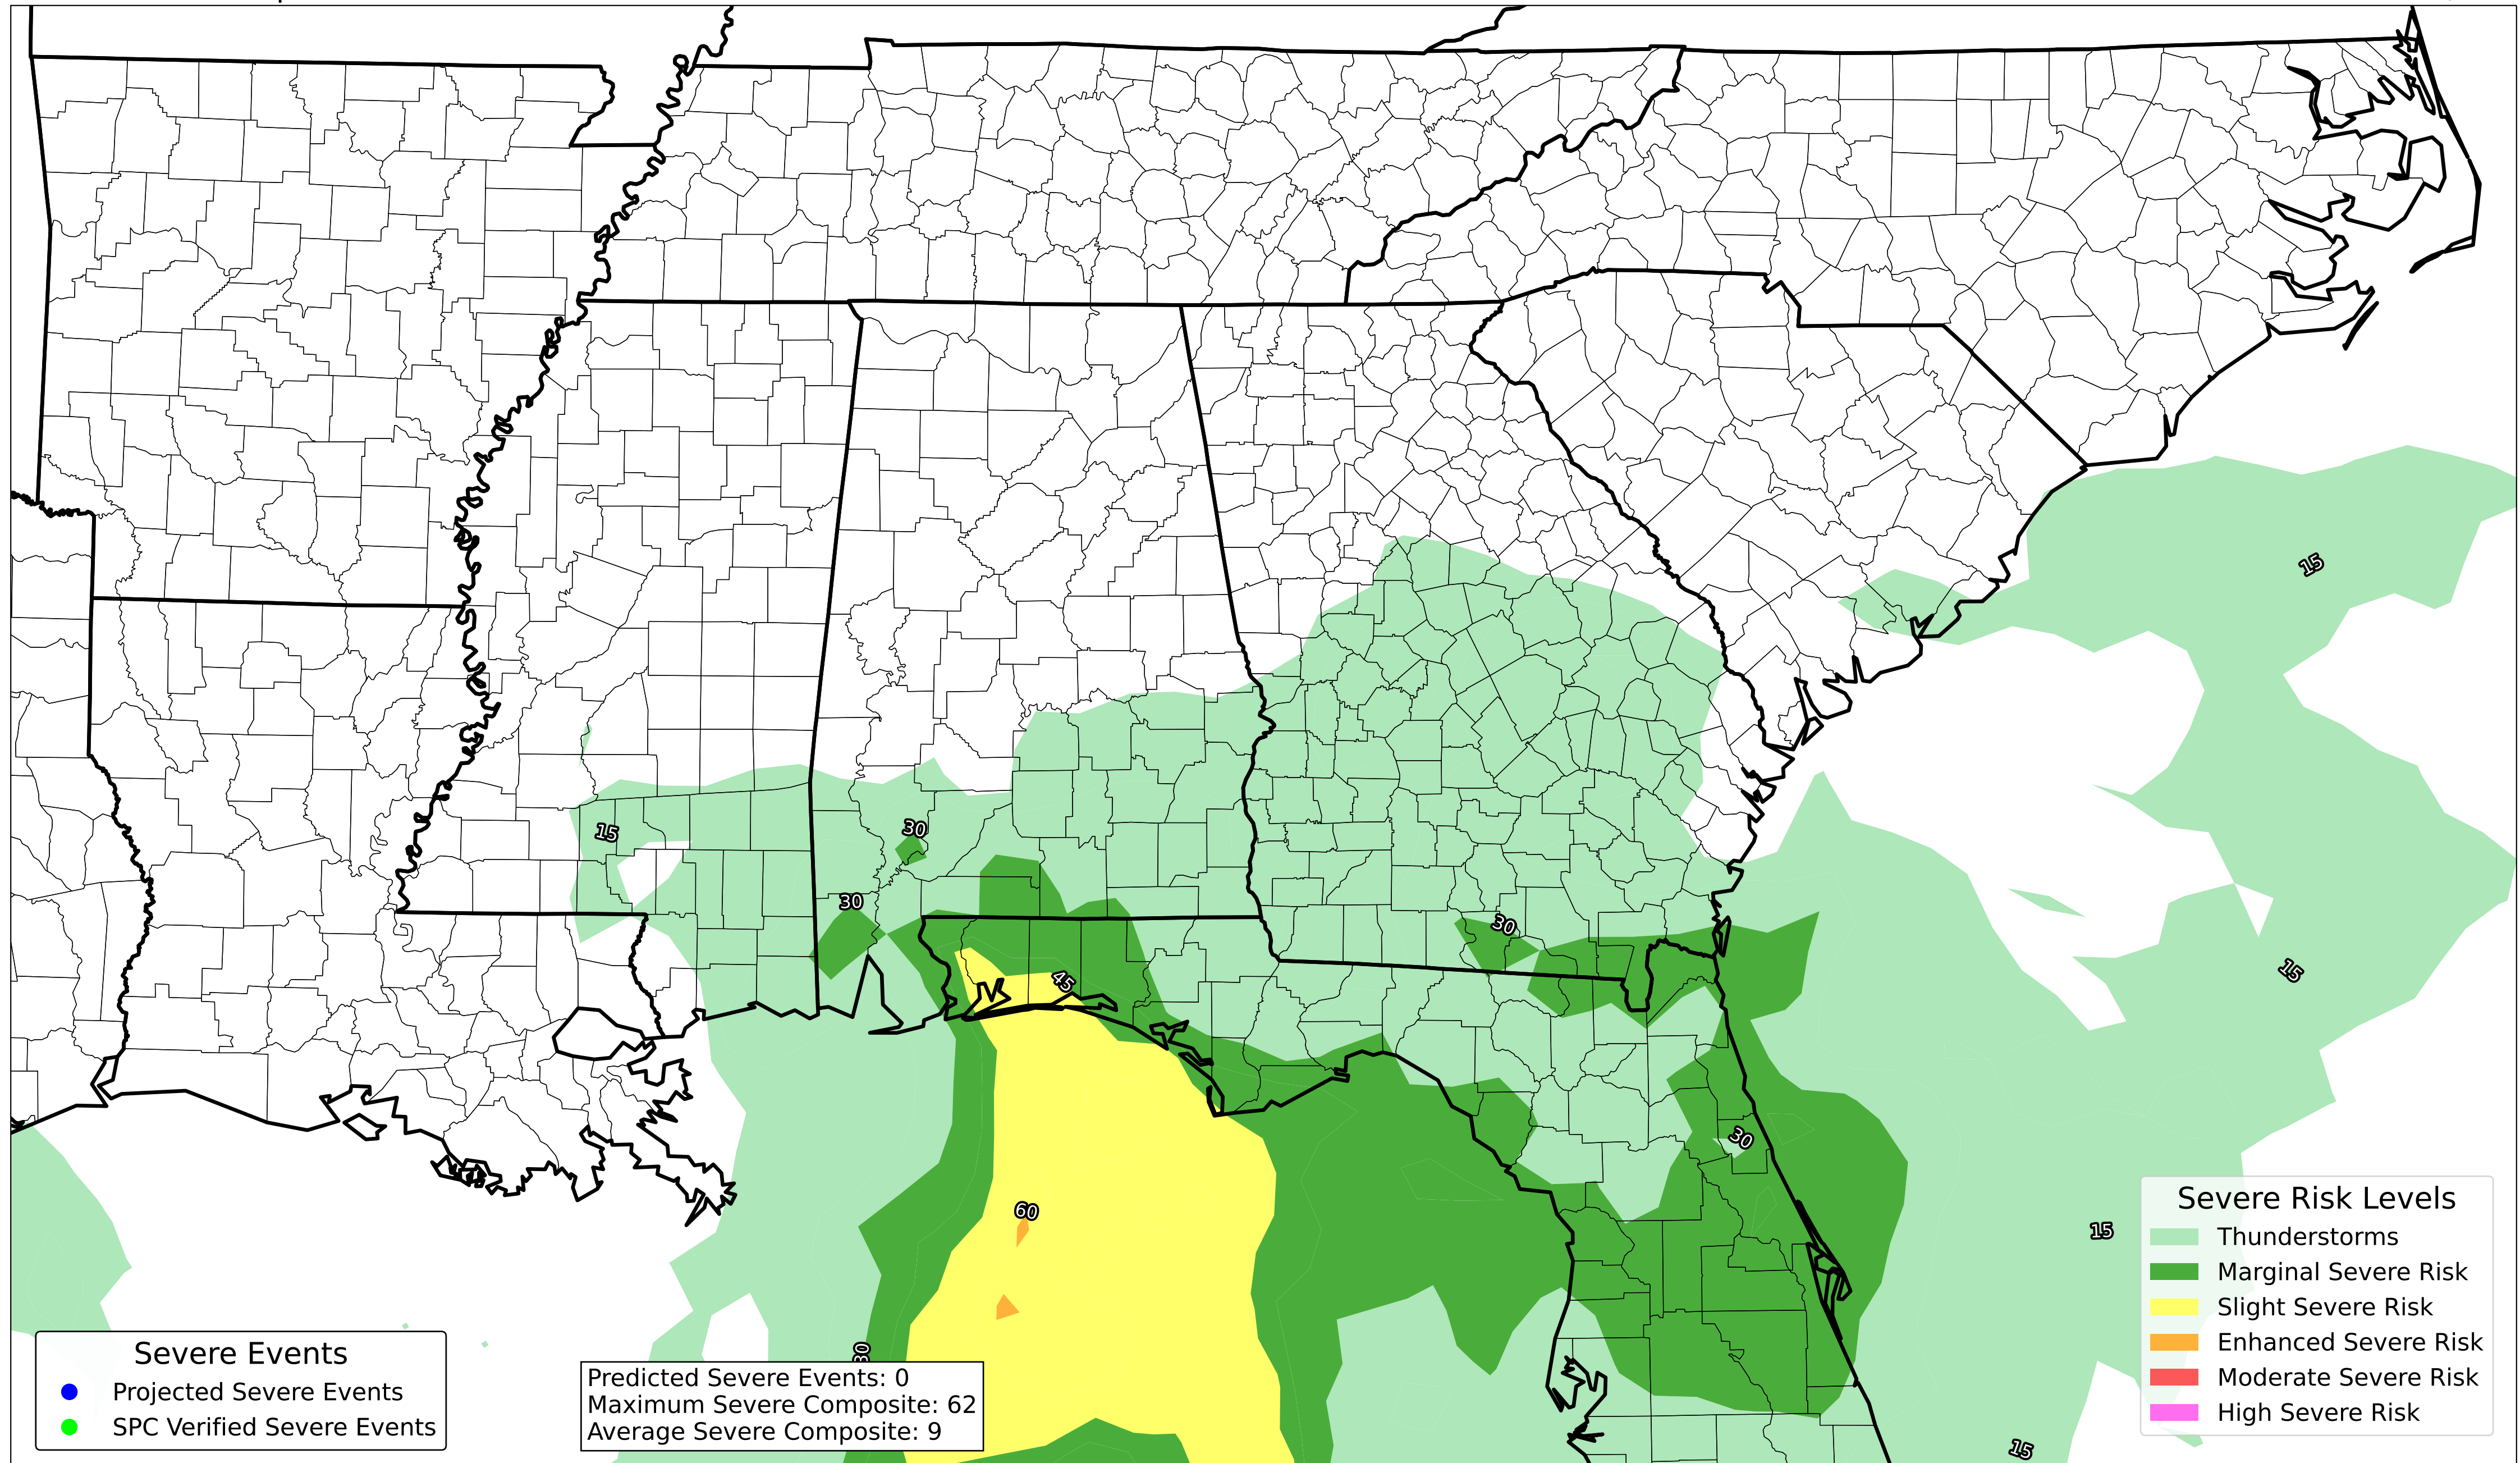 15
15
30
30
30
45
15
30
60
15
30
15
Severe Risk Levels
Thunderstorms
Marginal Severe Risk
Slight Severe Risk
Enhanced Severe Risk
Moderate Severe Risk
High Severe Risk
Severe Events
Projected Severe Events
SPC Verified Severe Events
Predicted Severe Events: 0
Maximum Severe Composite: 62
Average Severe Composite: 9